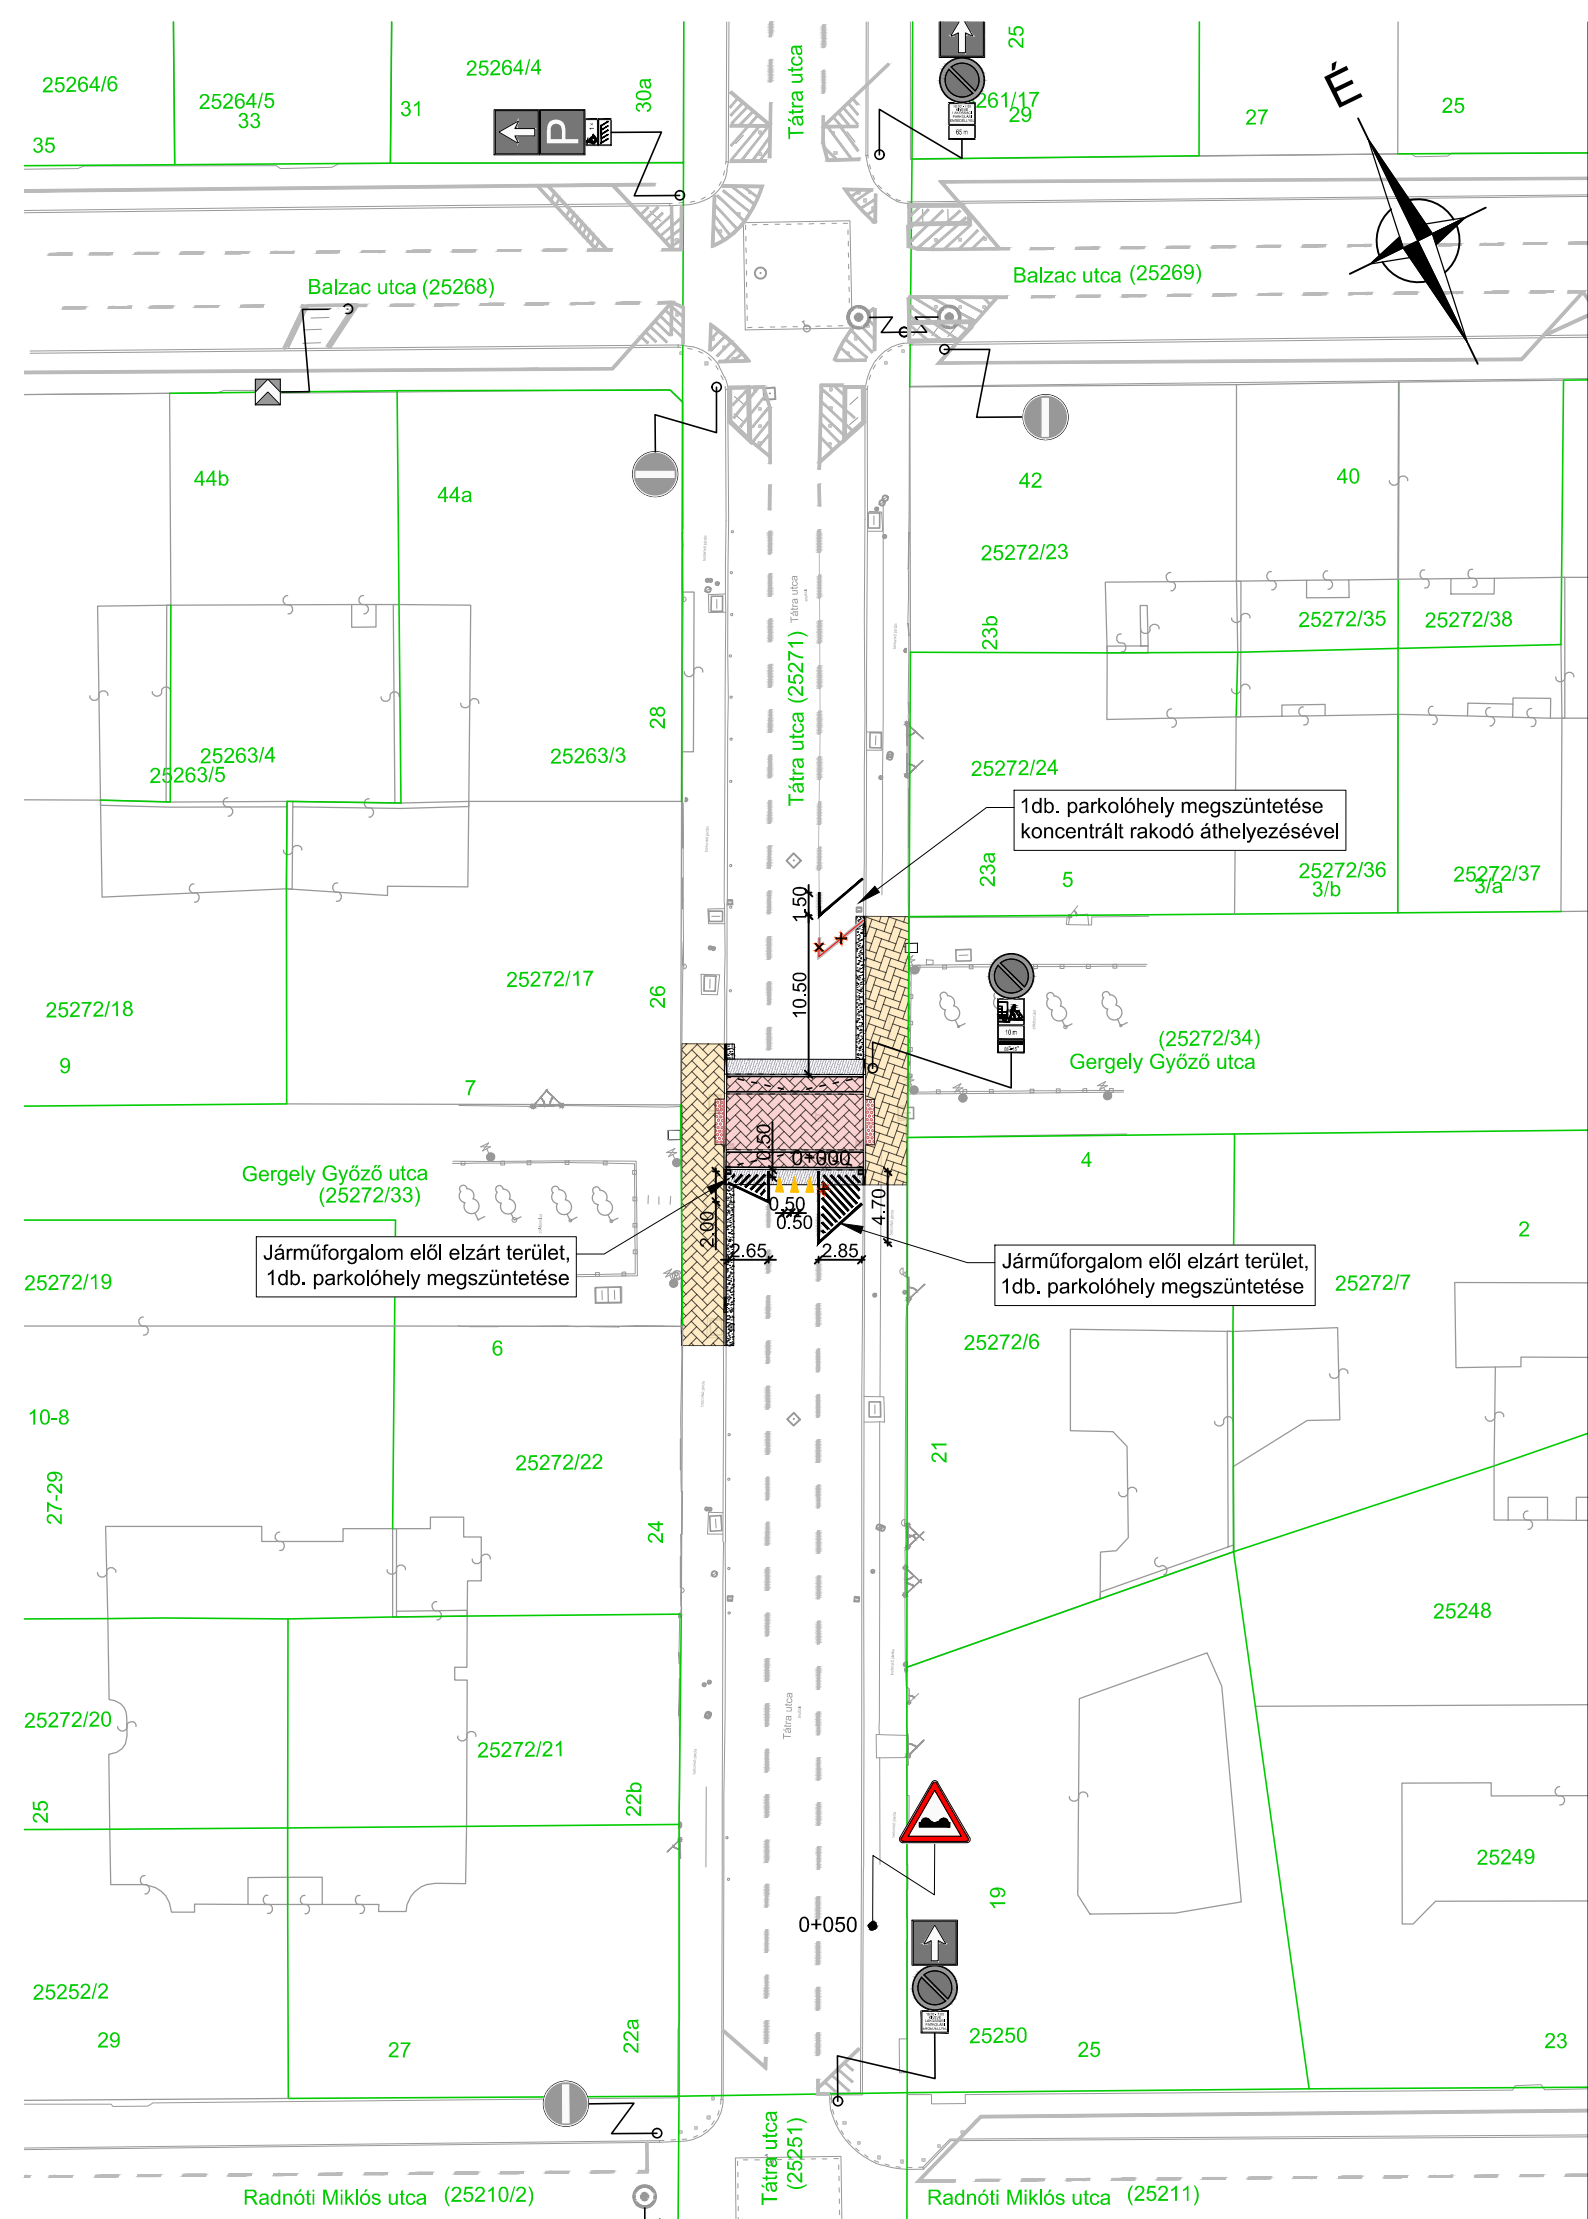 25264/6
25264/5
33
31
25264/4
30a
Tátra utca
25
261/17
29
27
25
É
35
P
65 m
Balzac utca (25268)
Balzac utca (25269)
44b
44a
42
40
25272/23
23b
25272/35
25272/38
Tátra utca
Tátra utca (25271)
28
25263/4
25263/5
25263/3
25272/24
1db. parkolóhely megszüntetése
koncentrált rakodó áthelyezésével
23a
5
25272/36
3/b
25272/37
3/a
1.50
10.50
25272/17
25272/18
26
9
7
10 m
(25272/34)
Gergely Győző utca
Gergely Győző utca
(25272/33)
0.50
0+000
4
2.00
0.50
0.50
4.70
2.65
2.85
2
Járműforgalom elől elzárt terület,
1db. parkolóhely megszüntetése
Járműforgalom elől elzárt terület,
1db. parkolóhely megszüntetése
25272/19
25272/7
6
25272/6
10-8
27-29
25272/22
24
21
25248
25272/20
25272/21
Tátra utca
25
22b
25249
19
0+050
25252/2
29
27
22a
25250
25
23
Tátra utca
(25251)
Radnóti Miklós utca (25210/2)
Radnóti Miklós utca (25211)